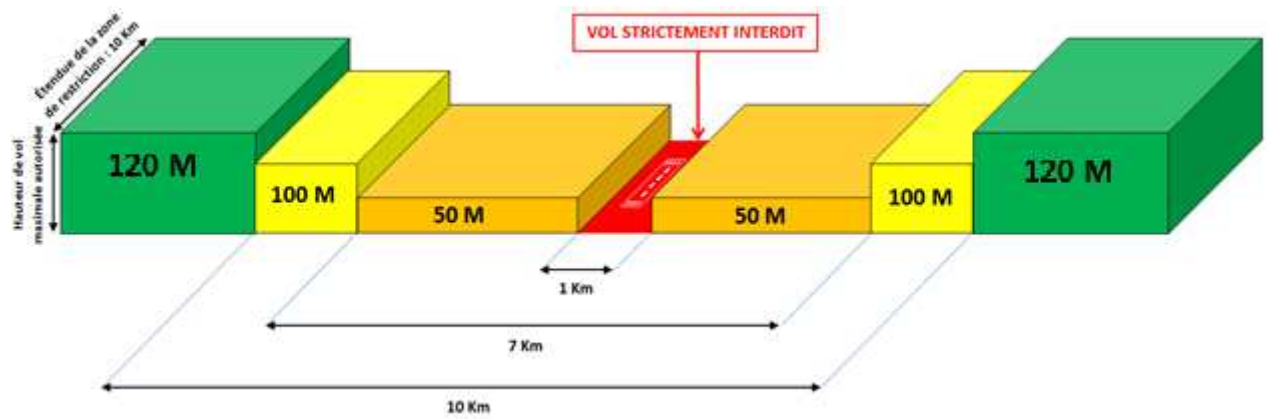 VOL STRICTEMENT INTERDIT
Étendue de la zone
de restriction : 10 Km
Hauteur de vol
maximale autorisée
120 M
100 M
50 M
50 M
100 M
120 M
1 Km
7 Km
10 Km